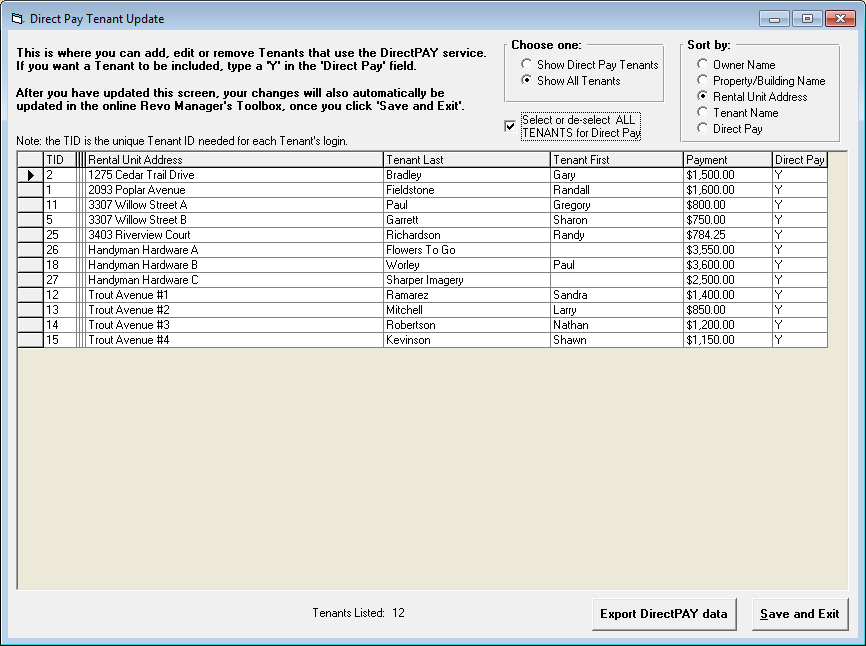 Direct Pay Tenant Update
This is where you can add, edit or remove Tenants that use the DirectPAY service.
If you want a Tenant to be included, type a 'Y' in the 'Direct Pay' field.
After you have updated this screen, your changes will also automatically be
updated in the online Revo Manager's Toolbox, once you click 'Save and Exit'.
Note: the TID is the unique Tenant ID needed for each Tenant's login.
Choose one:
Show Direct Pay Tenants
Show All Tenants
Select or de-select ALL
TENANTS for Direct Pay
Sort by:
Owner Name
Property/Building Name
Rental Unit Address
Tenant Name
Direct Pay
TID Rental Unit Address Tenant Last Tenant First Payment Direct Pay
2 1275 Cedar Trail Drive Bradley Gary $1,500.00 Y
1 2093 Poplar Avenue Fieldstone Randall $1,600.00 Y
11 3307 Willow Street A Paul Gregory $800.00 Y
5 3307 Willow Street B Garrett Sharon $750.00 Y
25 3403 Riverview Court Richardson Randy $784.25 Y
26 Handyman Hardware A Flowers To Go $3,550.00 Y
18 Handyman Hardware B Worley Paul $3,600.00 Y
27 Handyman Hardware C Sharper Imagery $2,500.00 Y
12 Trout Avenue #1 Ramarez Sandra $1,400.00 Y
13 Trout Avenue #2 Mitchell Larry $850.00 Y
14 Trout Avenue #3 Robertson Nathan $1,200.00 Y
15 Trout Avenue #4 Kevinson Shawn $1,150.00 Y
Tenants Listed: 12
Export DirectPAY data
Save and Exit